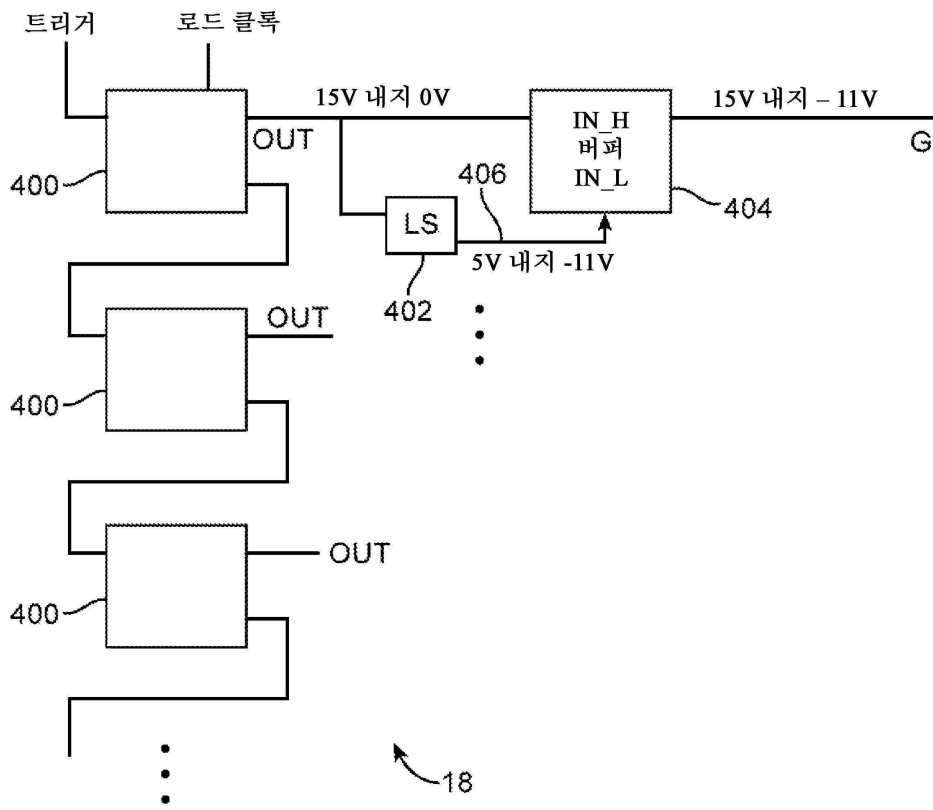 트리거
로드 클록
15V 내지 0V
15V 내지 – 11V
OUT
IN_H
버퍼
IN_L
G
400
406
404
LS
5V 내지 -11V
402
OUT
400
OUT
400
18